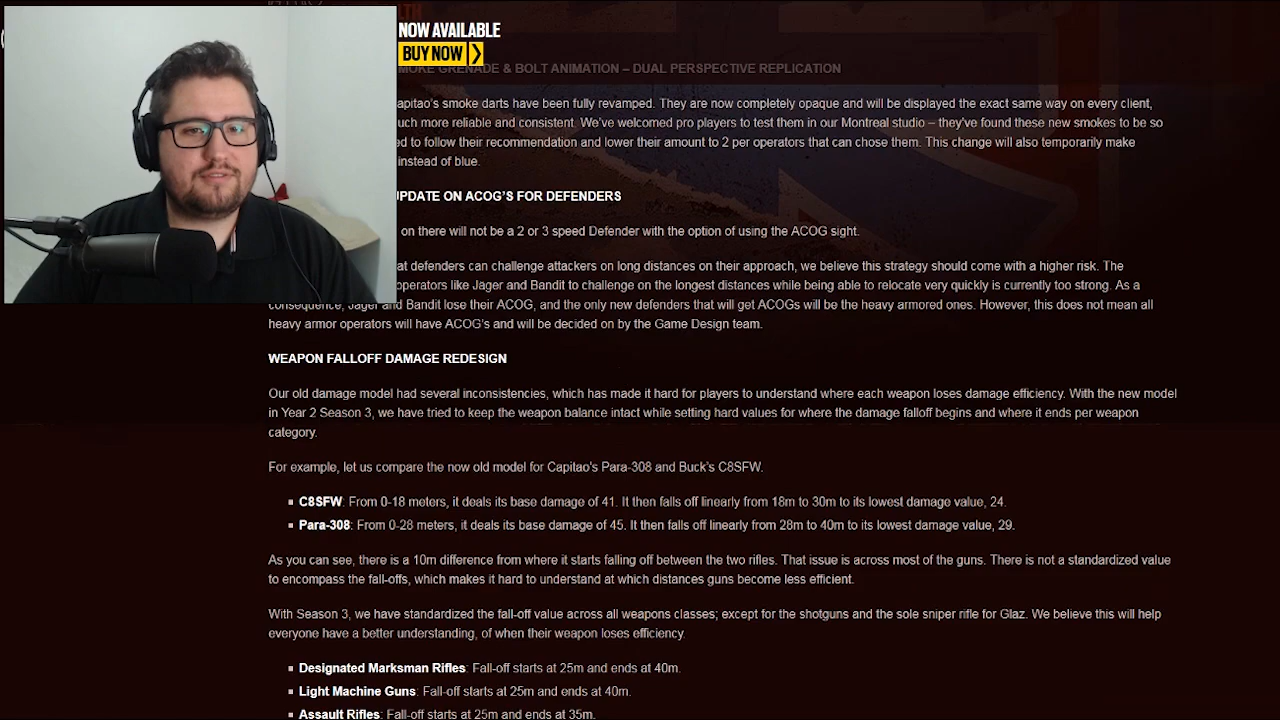 LTH
NOW AVAILABLE
BUY NOW
MOKE GRENADE & BOLT ANIMATION – DUAL PERSPECTIVE REPLICATION
apitao's smoke darts have been fully revamped. They are now completely opaque and will be displayed the exact same way on every client,
uch more reliable and consistent. We've welcomed pro players to test them in our Montreal studio – they've found these new smokes to be so
ed to follow their recommendation and lower their amount to 2 per operators that can chose them. This change will also temporarily make
instead of blue.
UPDATE ON ACOG'S FOR DEFENDERS
on there will not be a 2 or 3 speed Defender with the option of using the ACOG sight.
at defenders can challenge attackers on long distances on their approach, we believe this strategy should come with a higher risk. The
operators like Jager and Bandit to challenge on the longest distances while being able to relocate very quickly is currently too strong. As a
consequence, Jager and Bandit lose their ACOG, and the only new defenders that will get ACOGs will be the heavy armored ones. However, this does not mean all
heavy armor operators will have ACOG's and will be decided on by the Game Design team.
WEAPON FALLOFF DAMAGE REDESIGN
Our old damage model had several inconsistencies, which has made it hard for players to understand where each weapon loses damage efficiency. With the new model
in Year 2 Season 3, we have tried to keep the weapon balance intact while setting hard values for where the damage falloff begins and where it ends per weapon
category.
For example, let us compare the now old model for Capitao's Para-308 and Buck's C8SFW.
C8SFW: From 0-18 meters, it deals its base damage of 41. It then falls off linearly from 18m to 30m to its lowest damage value, 24.
Para-308: From 0-28 meters, it deals its base damage of 45. It then falls off linearly from 28m to 40m to its lowest damage value, 29.
As you can see, there is a 10m difference from where it starts falling off between the two rifles. That issue is across most of the guns. There is not a standardized value
to encompass the fall-offs, which makes it hard to understand at which distances guns become less efficient.
With Season 3, we have standardized the fall-off value across all weapons classes; except for the shotguns and the sole sniper rifle for Glaz. We believe this will help
everyone have a better understanding, of when their weapon loses efficiency.
Designated Marksman Rifles: Fall-off starts at 25m and ends at 40m.
Light Machine Guns: Fall-off starts at 25m and ends at 40m.
Assault Rifles: Fall-off starts at 25m and ends at 35m.